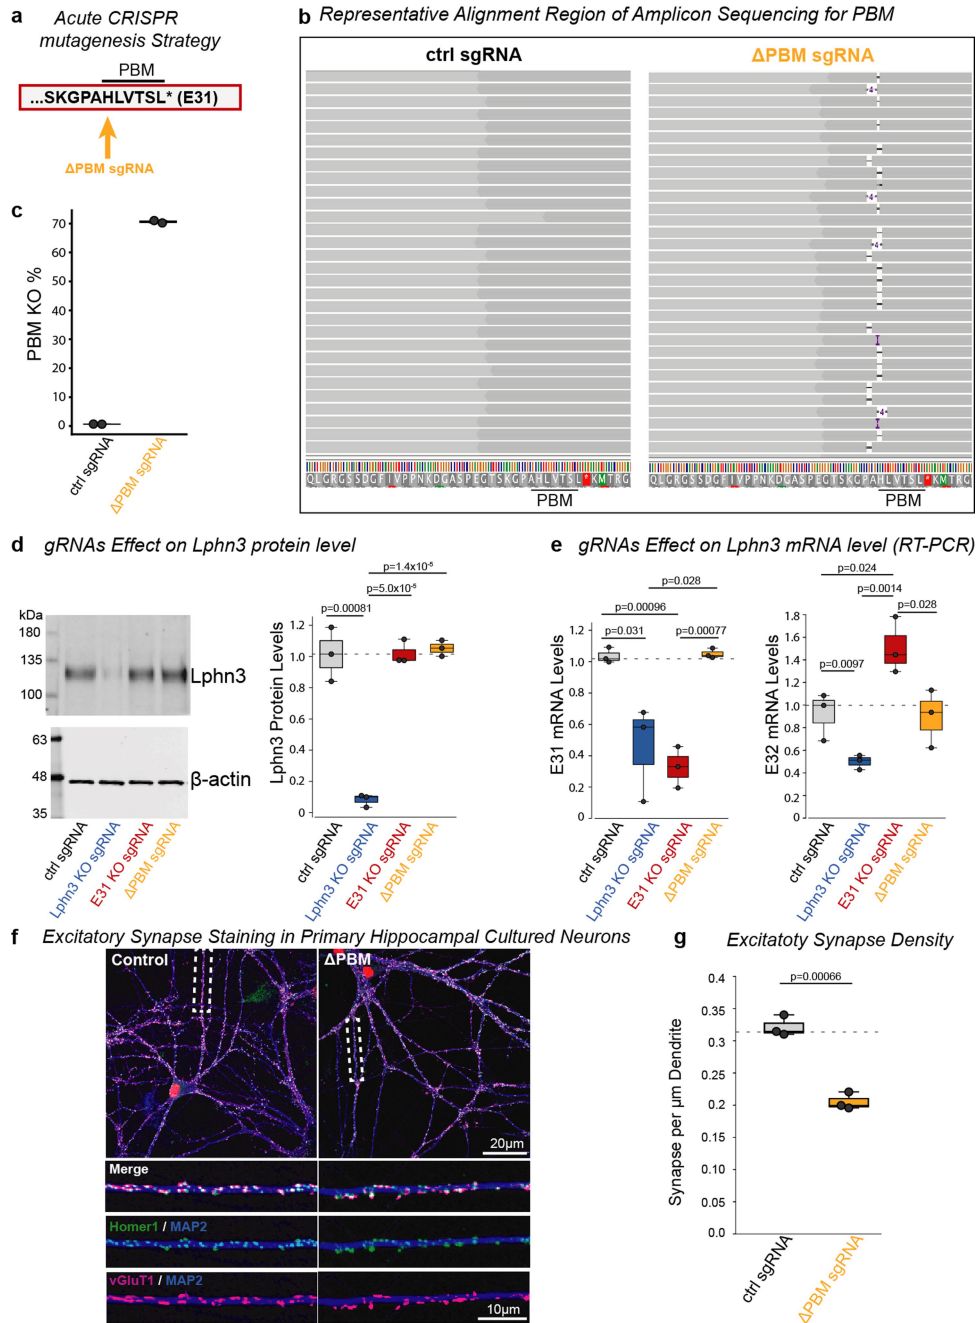 a
Acute CRISPR
mutagenesis Strategy
PBM
...SKGPAHLVTSL* (E31)
ΔPBM sgRNA
b
Representative Alignment Region of Amplicon Sequencing for PBM
ctrl sgRNA
ΔPBM sgRNA
4
4
4
4
QLGRGSSDGFIVPPNKDGASPEGTSKGPAHLVTSL*KMTRG
QLGRGSSDGFIVPPNKDGASPEGTSKGPAHLVTSL*KMTRG
PBM
PBM
c
PBM KO %
70
60
50
40
30
20
10
0
ctrl sgRNA
ΔPBM sgRNA
d
gRNAs Effect on Lphn3 protein level
kDa
180
135
100
Lphn3
63
48
35
β-actin
ctrl sgRNA
Lphn3 KO sgRNA
E31 KO sgRNA
ΔPBM sgRNA
p=1.4x10⁻⁵
p=5.0x10⁻⁵
p=0.00081
Lphn3 Protein Levels
1.2
1.0
0.8
0.6
0.4
0.2
0
ctrl sgRNA
Lphn3 KO sgRNA
E31 KO sgRNA
ΔPBM sgRNA
e
gRNAs Effect on Lphn3 mRNA level (RT-PCR)
p=0.028
p=0.00096
p=0.031
p=0.00077
E31 mRNA Levels
1.2
1.0
0.8
0.6
0.4
0.2
0
ctrl sgRNA
Lphn3 KO sgRNA
E31 KO sgRNA
ΔPBM sgRNA
p=0.024
p=0.0014
p=0.028
p=0.0097
E32 mRNA Levels
1.8
1.6
1.4
1.2
1.0
0.8
0.6
0.4
0.2
0
ctrl sgRNA
Lphn3 KO sgRNA
E31 KO sgRNA
ΔPBM sgRNA
f
Excitatory Synapse Staining in Primary Hippocampal Cultured Neurons
Control
ΔPBM
20µm
Merge
Homer1 / MAP2
vGluT1 / MAP2
10µm
g
Excitatoty Synapse Density
p=0.00066
Synapse per µm Dendrite
0.4
0.35
0.3
0.25
0.2
0.15
0.10
0.05
0.0
ctrl sgRNA
ΔPBM sgRNA